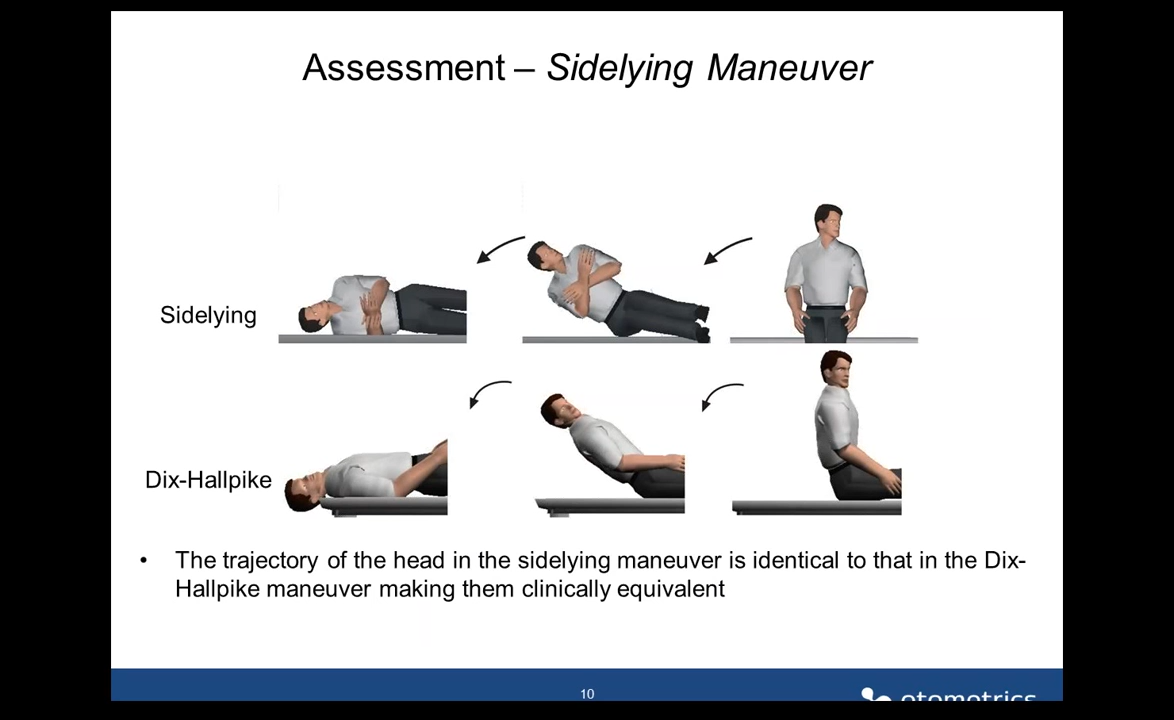 Assessment – Sidelying Maneuver
Sidelying
Dix-Hallpike
• The trajectory of the head in the sidelying maneuver is identical to that in the Dix-
Hallpike maneuver making them clinically equivalent
10
otometrics